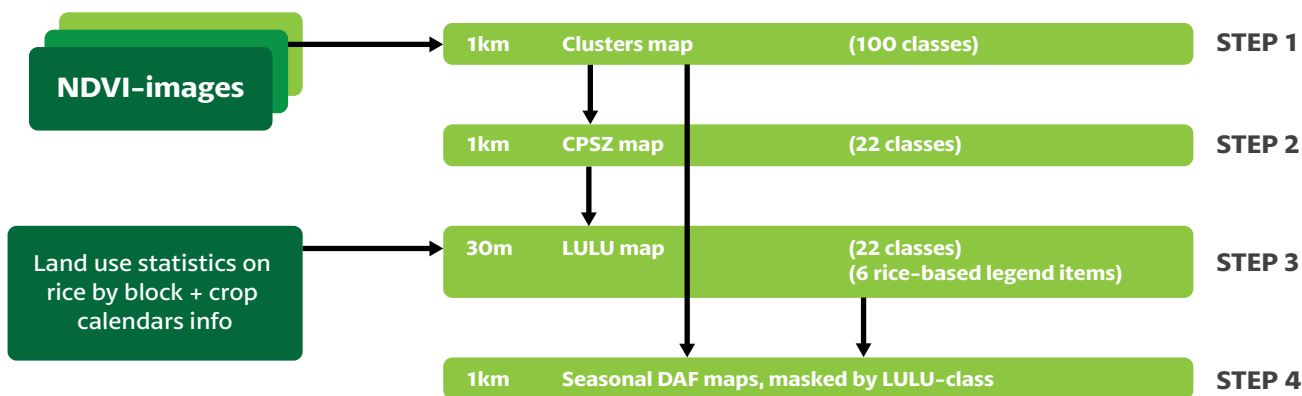 NDVI-images
1km Clusters map (100 classes) STEP 1
1km CPSZ map (22 classes) STEP 2
Land use statistics on
rice by block + crop
calendars info
30m LULU map (22 classes)
(6 rice-based legend items)
STEP 3
1km Seasonal DAF maps, masked by LULU-class STEP 4